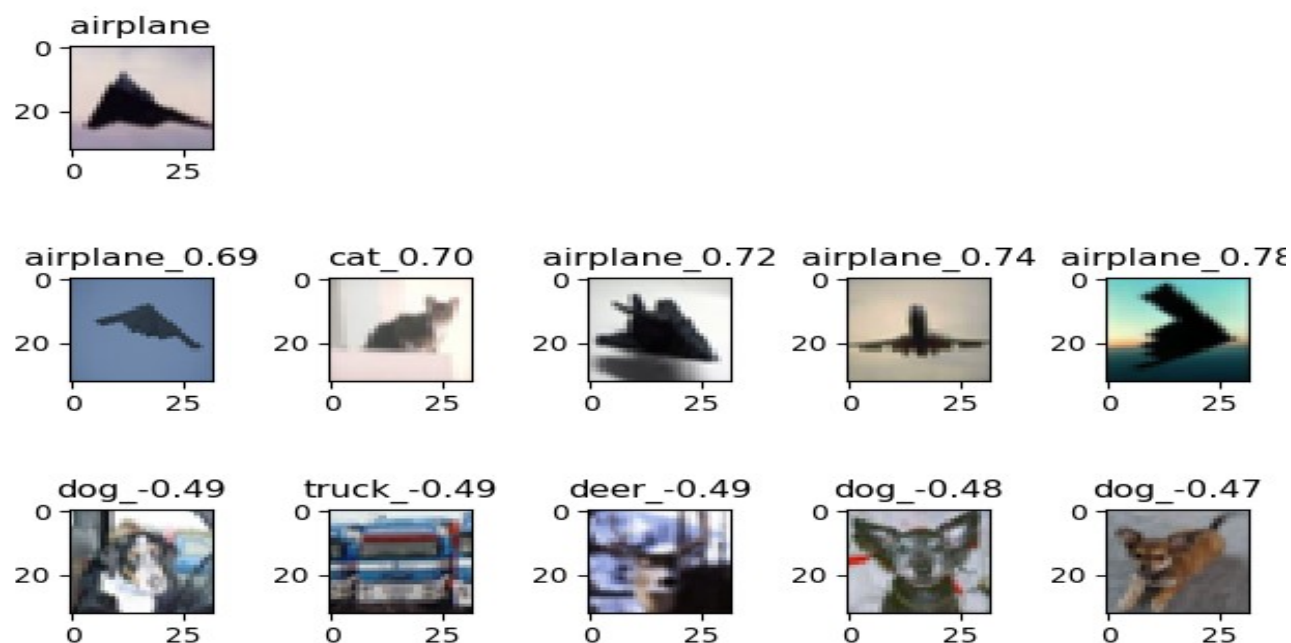 airplane
0
20
0 25
airplane_0.69 cat_0.70 airplane_0.72 airplane_0.74 airplane_0.78
0 0 0 0 0
20 20 20 20 20
0 25 0 25 0 25 0 25 0 25
dog_-0.49 truck_-0.49 deer_-0.49 dog_-0.48 dog_-0.47
0 0 0 0 0
20 20 20 20 20
0 25 0 25 0 25 0 25 0 25